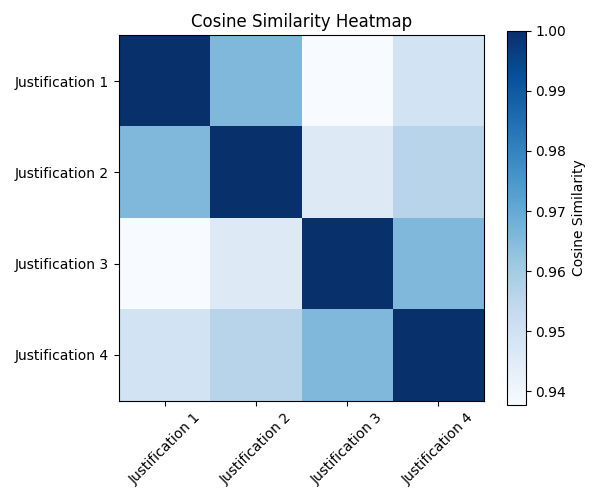 Cosine Similarity Heatmap
Justification 1
Justification 2
Justification 3
Justification 4
Justification 1
Justification 2
Justification 3
Justification 4
1.00
0.99
0.98
0.97
0.96
0.95
0.94
Cosine Similarity